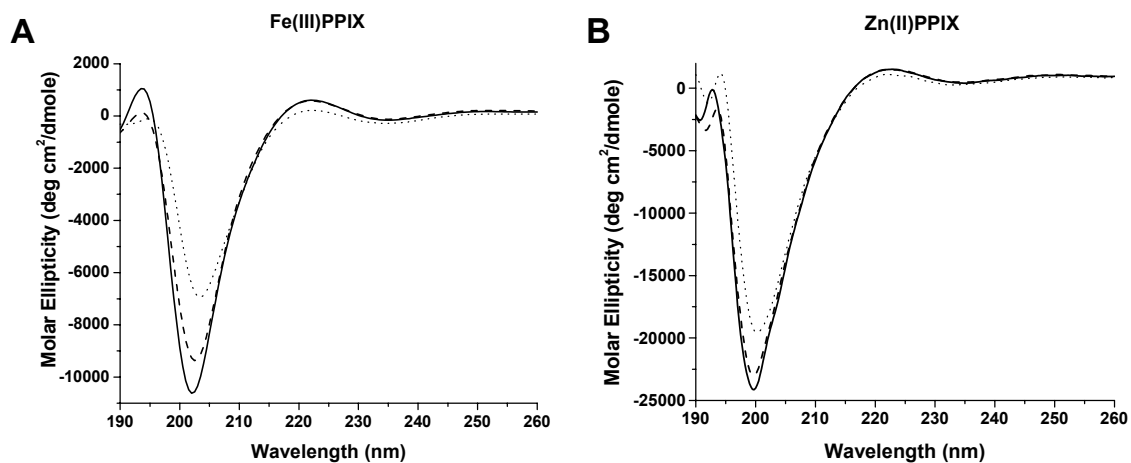 A
Fe(III)PPIX
2000
0
-2000
-4000
-6000
-8000
-10000
Molar Ellipticity (deg cm²/dmole)
190 200 210 220 230 240 250 260
Wavelength (nm)
B
Zn(II)PPIX
0
-5000
-10000
-15000
-20000
-25000
Molar Ellipticity (deg cm²/dmole)
190 200 210 220 230 240 250 260
Wavelength (nm)